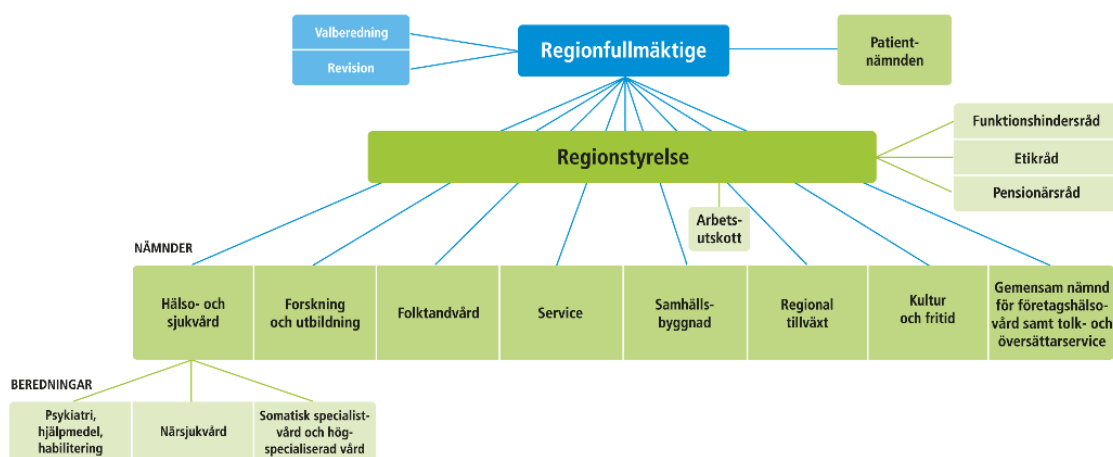 Valberedning
Revision
Regionfullmäktige
Patient-
nämnden
Regionstyrelse
Funktionshindersråd
Etikråd
Pensionärsråd
Arbets-
utskott
NÄMNDER
Hälso- och
sjukvård
Forskning
och utbildning
Folktandvård
Service
Samhälls-
byggnad
Regional
tillväxt
Kultur
och fritid
Gemensam nämnd
för företagshälso-
vård samt tolk- och
översättarservice
BEREDNINGAR
Psykiatri,
hjälpmedel,
habilitering
Närsjukvård
Somatisk specialist-
vård och hög-
specialiserad vård